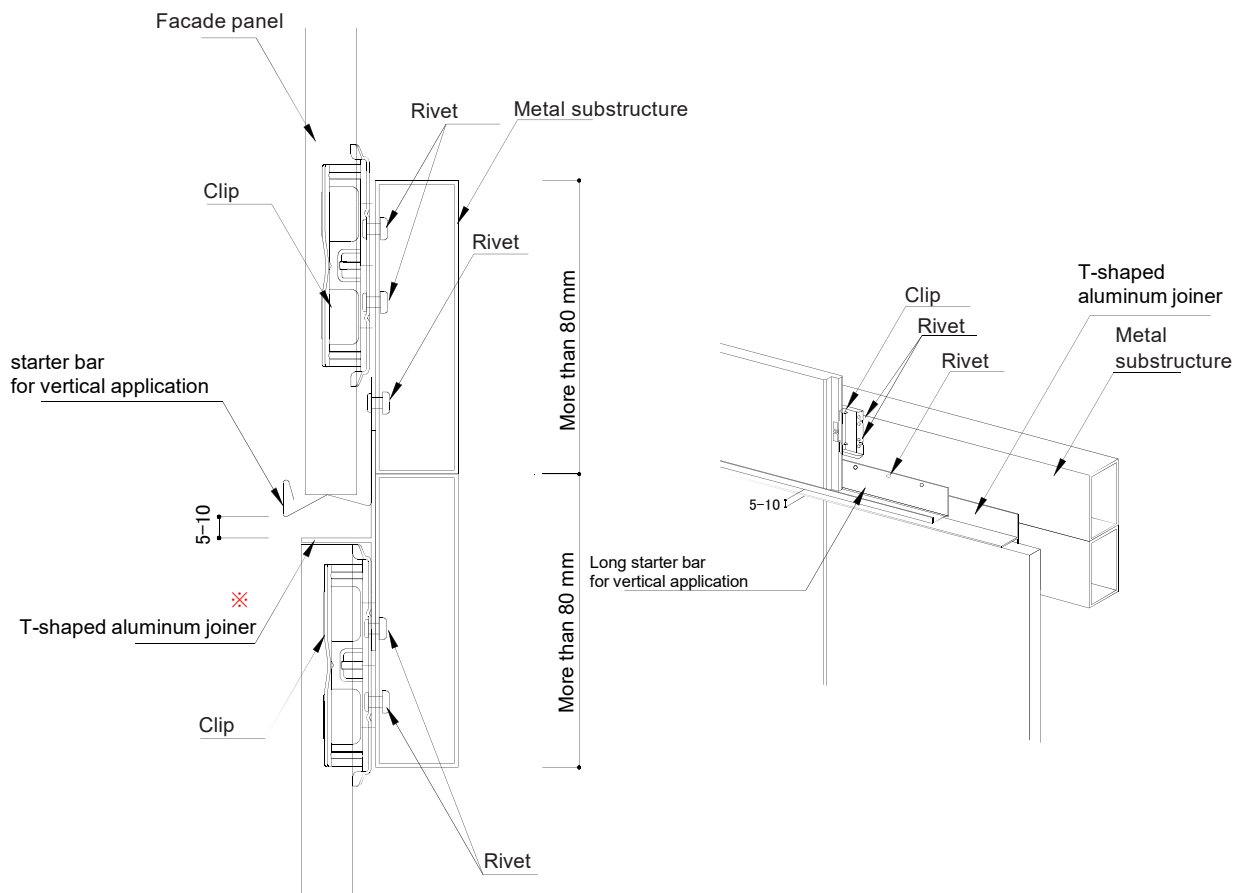 Facade panel
Rivet
Metal substructure
Clip
Rivet
starter bar
for vertical application
More than 80 mm
5-10
※
T-shaped aluminum joiner
More than 80 mm
Clip
Rivet
T-shaped
aluminum joiner
Clip
Rivet
Metal
substructure
Rivet
5-10
Long starter bar
for vertical application